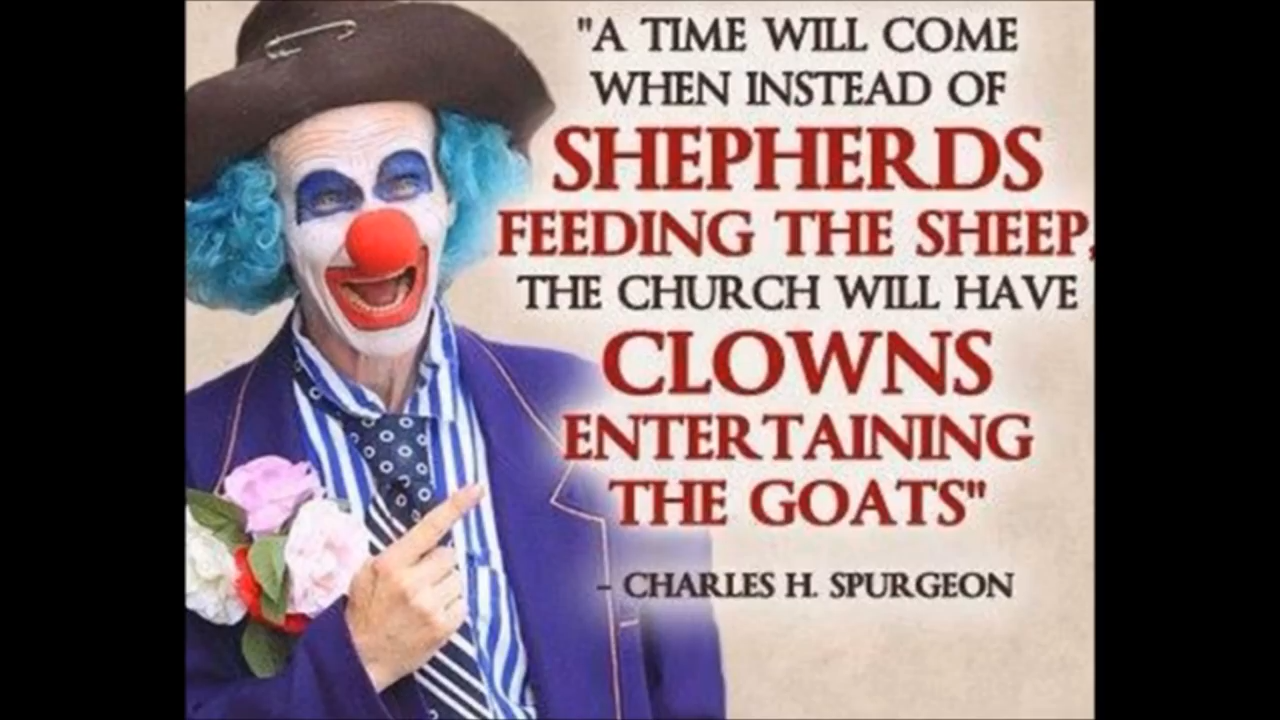 "A TIME WILL COME
WHEN INSTEAD OF
SHEPHERDS
FEEDING THE SHEEP,
THE CHURCH WILL HAVE
CLOWNS
ENTERTAINING
THE GOATS"
- CHARLES H. SPURGEON